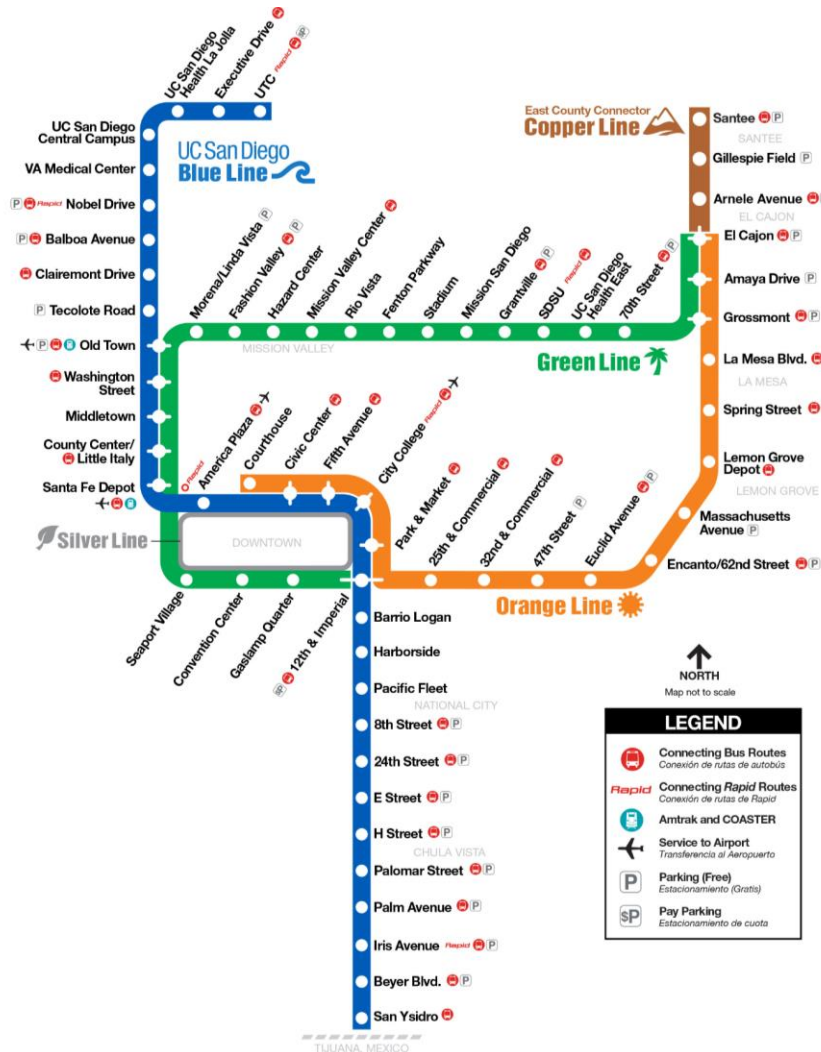 UC San Diego
Health La Jolla
Executive Drive
UTC Rapid $P
UC San Diego
Central Campus
VA Medical Center
P Rapid Nobel Drive
P Balboa Avenue
Clairemont Drive
P Tecolote Road
P Old Town
Washington
Street
Middletown
County Center/
Little Italy
Santa Fe Depot
UC San Diego
Blue Line
East County Connector
Copper Line
Santee P
SANTEE
Gillespie Field P
Arnele Avenue
EL CAJON
El Cajon P
Amaya Drive P
Grossmont P
La Mesa Blvd.
LA MESA
Spring Street
Lemon Grove
Depot
LEMON GROVE
Massachusetts
Avenue P
Encanto/62nd Street P
Morena/Linda Vista P
Fashion Valley P
Hazard Center
Mission Valley Center
Rio Vista
Fenton Parkway
Stadium
Mission San Diego
Grantville P
SDSU Rapid
UC San Diego
Health East
70th Street P
MISSION VALLEY
Green Line
Rapid
America Plaza
Courthouse
Civic Center
Fifth Avenue
City College Rapid
Park & Market
25th & Commercial
32nd & Commercial
47th Street P
Euclid Avenue P
Silver Line
DOWNTOWN
Orange Line
Seaport Village
Convention Center
Gaslamp Quarter
$P 12th & Imperial
Barrio Logan
Harborside
Pacific Fleet
NATIONAL CITY
8th Street P
24th Street P
E Street P
H Street P
CHULA VISTA
Palomar Street P
Palm Avenue P
Iris Avenue Rapid P
Beyer Blvd. P
San Ysidro
TIJUANA, MEXICO
NORTH
Map not to scale
LEGEND
Connecting Bus Routes
Conexión de rutas de autobús
Rapid Connecting Rapid Routes
Conexión de rutas de Rapid
Amtrak and COASTER
Service to Airport
Transferencia al Aeropuerto
P Parking (Free)
Estacionamiento (Gratis)
$P Pay Parking
Estacionamiento de cuota